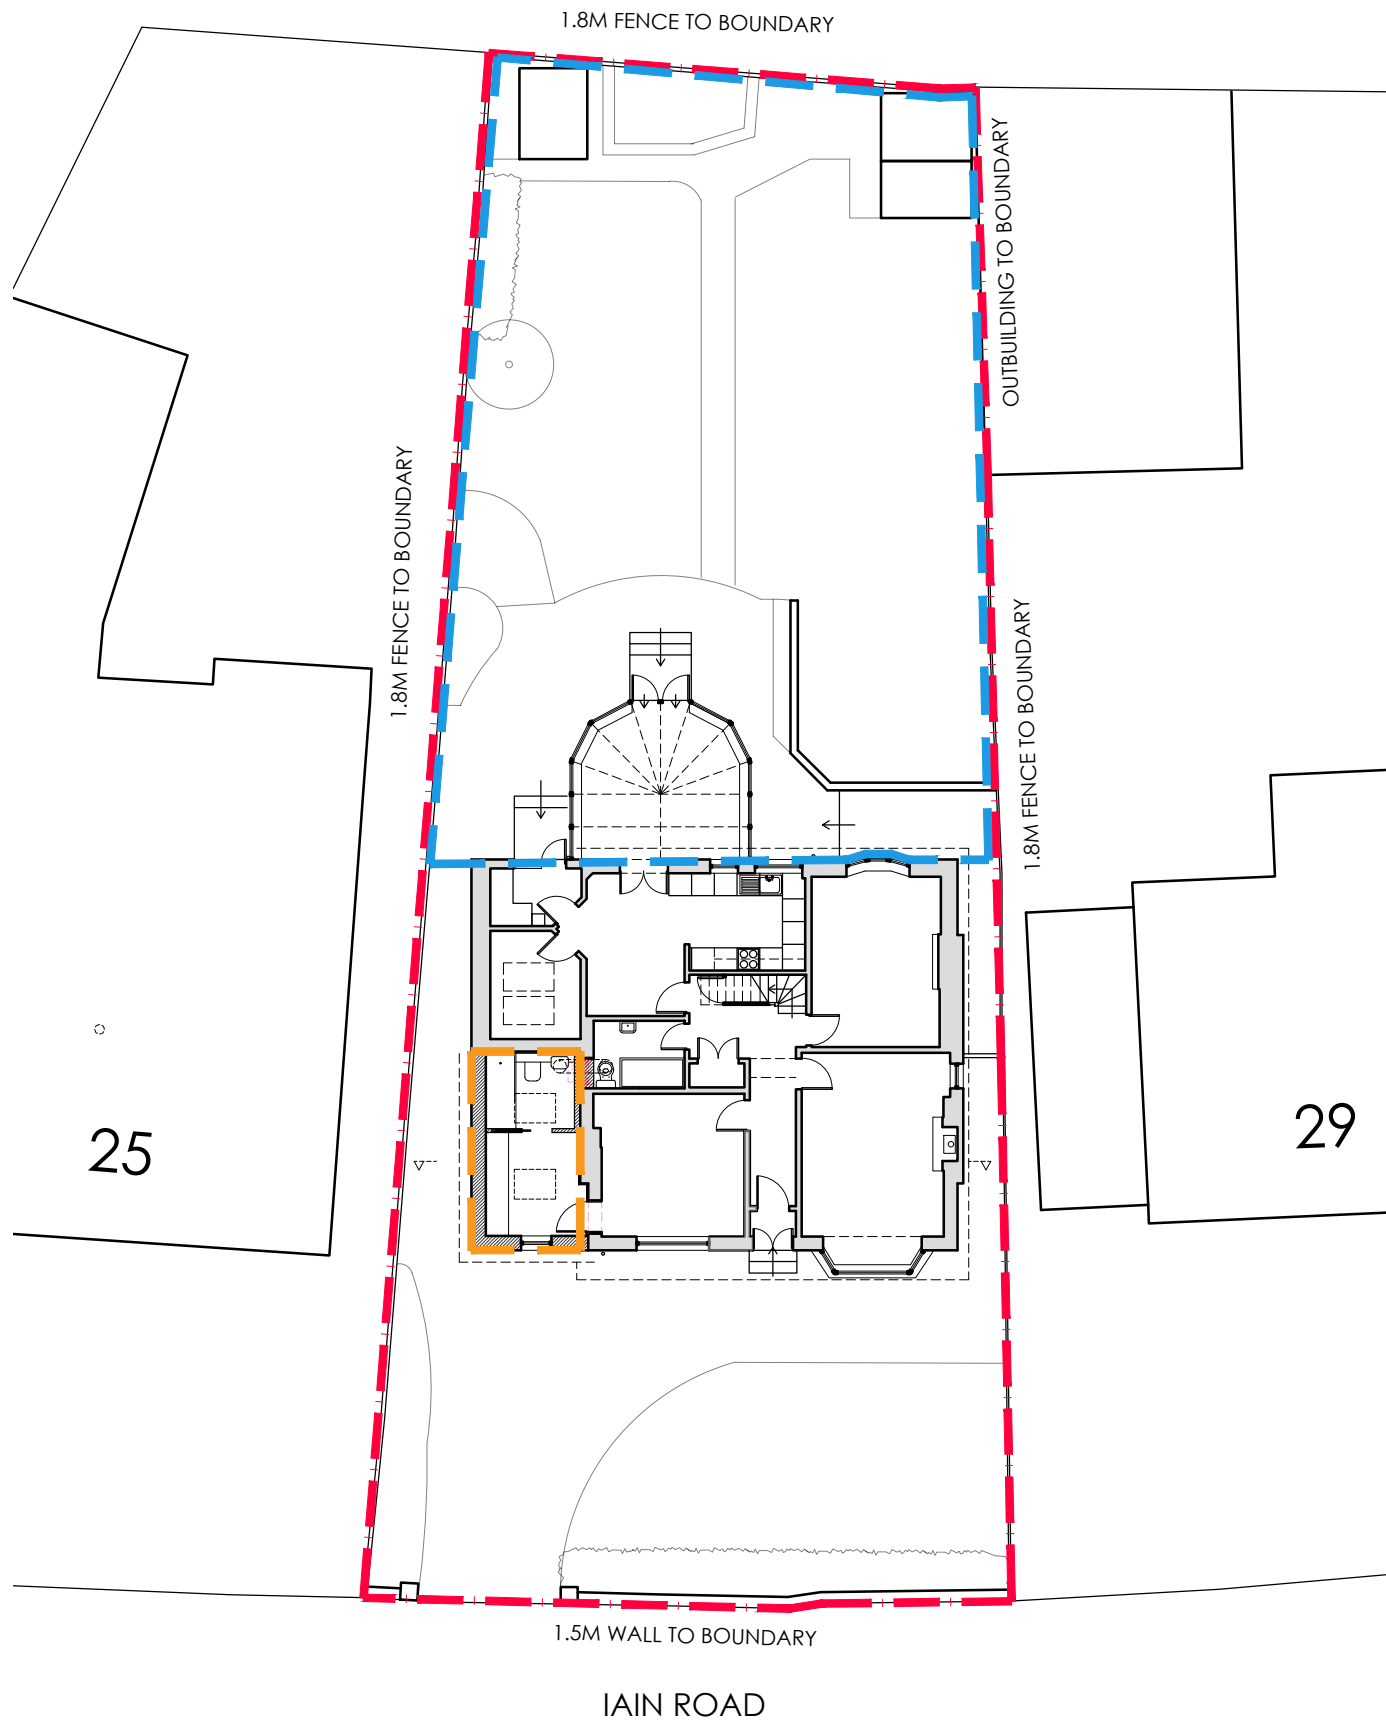 1.8M FENCE TO BOUNDARY
OUTBUILDING TO BOUNDARY
1.8M FENCE TO BOUNDARY
1.8M FENCE TO BOUNDARY
25
29
1.5M WALL TO BOUNDARY
IAIN ROAD